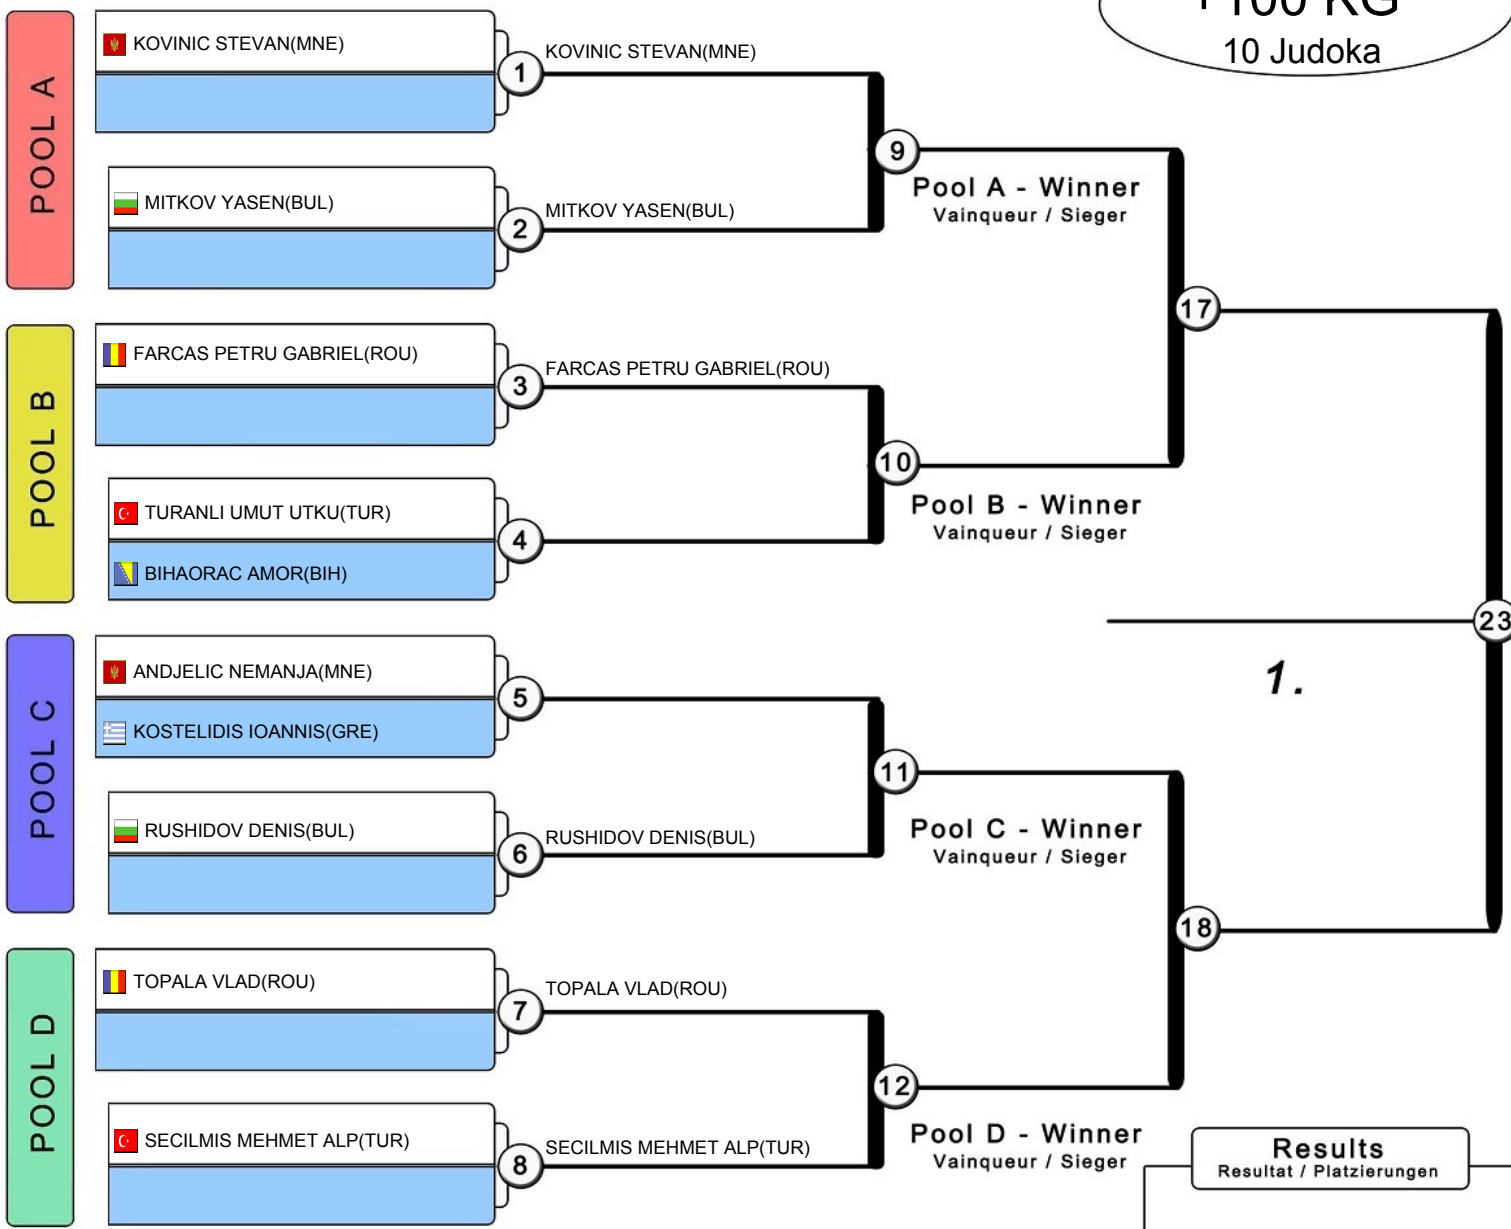 +100 KG
10 Judoka
POOL A
KOVINIC STEVAN(MNE)
1
KOVINIC STEVAN(MNE)
MITKOV YASEN(BUL)
2
MITKOV YASEN(BUL)
9
Pool A - Winner
Vainqueur / Sieger
POOL B
FARCAS PETRU GABRIEL(ROU)
3
FARCAS PETRU GABRIEL(ROU)
TURANLI UMUT UTKU(TUR)
BIHAORAC AMOR(BIH)
4
10
Pool B - Winner
Vainqueur / Sieger
17
POOL C
ANDJELIC NEMANJA(MNE)
KOSTELIDIS IOANNIS(GRE)
5
RUSHIDOV DENIS(BUL)
6
RUSHIDOV DENIS(BUL)
11
Pool C - Winner
Vainqueur / Sieger
POOL D
TOPALA VLAD(ROU)
7
TOPALA VLAD(ROU)
SECILMIS MEHMET ALP(TUR)
8
SECILMIS MEHMET ALP(TUR)
12
Pool D - Winner
Vainqueur / Sieger
18
23
1.
Results
Resultat / Platzierungen